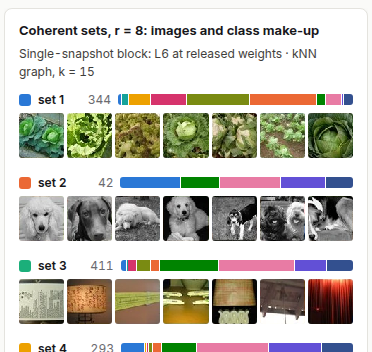 Coherent sets, r = 8: images and class make-up
Single-snapshot block: L6 at released weights · kNN
graph, k = 15
set 1 344
set 2 42
set 3 411
set 4 293